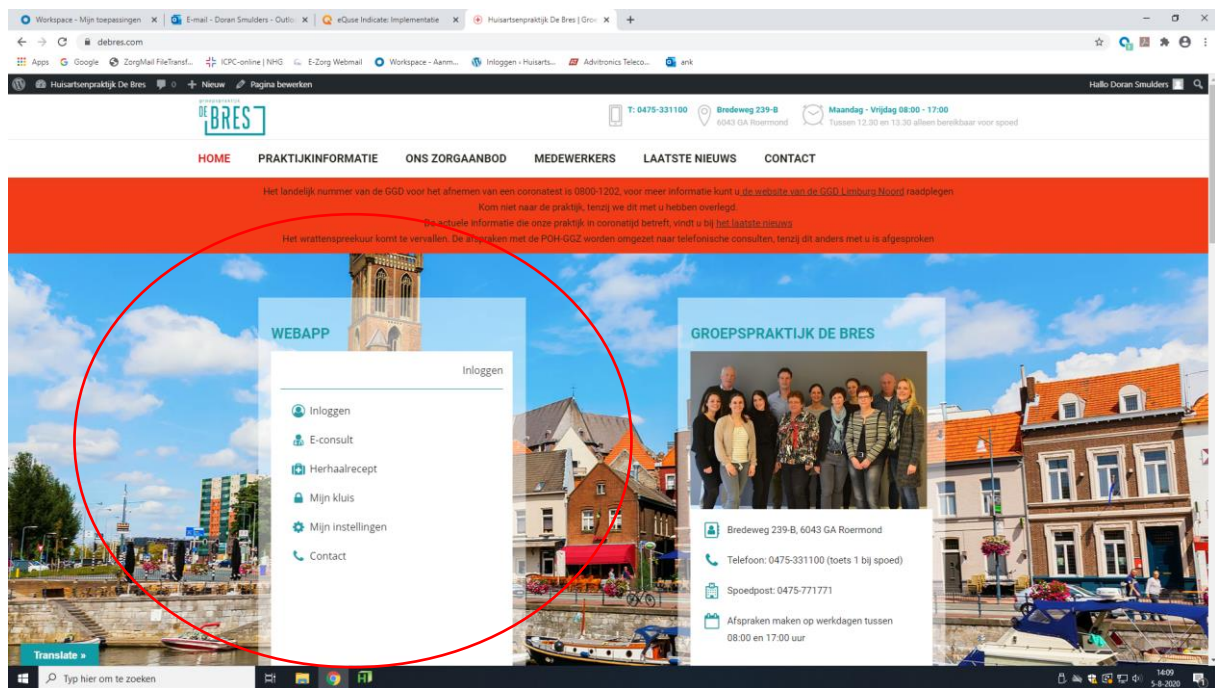 Workspace - Mijn toepassingen
E-mail - Doran Smulders - Outlo
eQuse Indicate: Implementatie
Huisartsenpraktijk De Bres | Gro
debres.com
Apps Google ZorgMail FileTransf... ICPC-online | NHG E-Zorg Webmail Workspace - Aanm... Inloggen ‹ Huisarts... Advitronics Teleco... ank
Huisartsenpraktijk De Bres 0 + Nieuw Pagina bewerken Hallo Doran Smulders
groepspraktijk
DE BRES
T: 0475-331100
Bredeweg 239-B
6043 GA Roermond
Maandag - Vrijdag 08:00 - 17:00
Tussen 12.30 en 13.30 alleen bereikbaar voor spoed
HOME PRAKTIJKINFORMATIE ONS ZORGAANBOD MEDEWERKERS LAATSTE NIEUWS CONTACT
Het landelijk nummer van de GGD voor het afnemen van een coronatest is 0800-1202, voor meer informatie kunt u de website van de GGD Limburg Noord raadplegen
Kom niet naar de praktijk, tenzij we dit met u hebben overlegd.
De actuele informatie die onze praktijk in coronatijd betreft, vindt u bij het laatste nieuws
Het wrattenspreekuur komt te vervallen. De afspraken met de POH-GGZ worden omgezet naar telefonische consulten, tenzij dit anders met u is afgesproken
WEBAPP
Inloggen
Inloggen
E-consult
Herhaalrecept
Mijn kluis
Mijn instellingen
Contact
GROEPSPRAKTIJK DE BRES
Bredeweg 239-B, 6043 GA Roermond
Telefoon: 0475-331100 (toets 1 bij spoed)
Spoedpost: 0475-771771
Afspraken maken op werkdagen tussen
08:00 en 17:00 uur
Translate »
Typ hier om te zoeken
14:09
5-8-2020